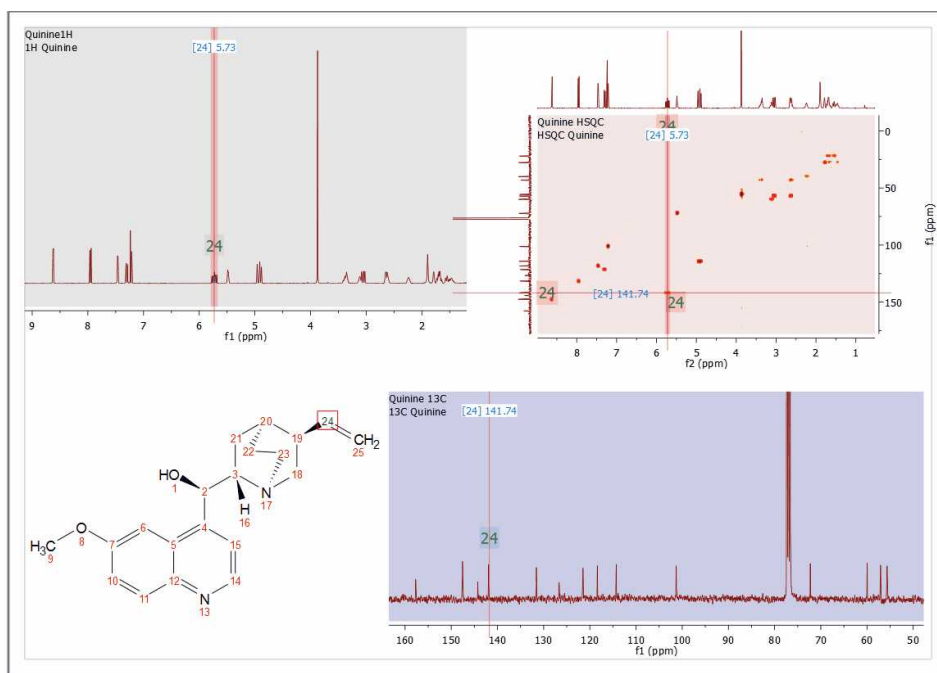 Quinine1H
1H Quinine
[24] 5.73
24
9 8 7 6 5 4 3 2
f1 (ppm)
Quinine HSQC
HSQC Quinine
24
[24] 5.73
24
[24] 141.74
24
0
50
100
150
f1 (ppm)
8 7 6 5 4 3 2 1
f2 (ppm)
20
24
21
19
CH2
22
23
25
HO
3
18
1
2
N
H
17
16
4
O
6
15
8
7
5
H3C
9
10
12
14
11
N
13
Quinine 13C
13C Quinine
[24] 141.74
24
160 150 140 130 120 110 100 90 80 70 60 50
f1 (ppm)